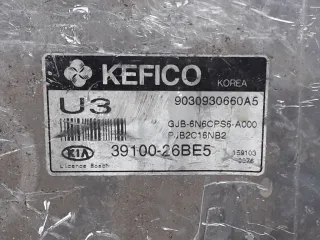 KEFICO
KOREA
U3
9030930660A5
GJB-6N6CPS6-A000
PJB2C16NB2
KIA
39100-26BE5
Licence Bosch